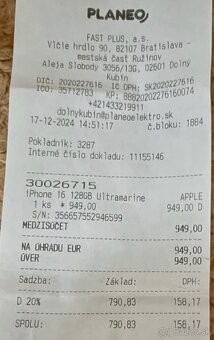 PLANEO
FAST PLUS, a.s.
Vlčie hrdlo 90, 82107 Bratislava -
mestská časť Ružinov
Aleja Slobody 3056/13G, 02601 Dolný
Kubín
DIČ: 2020227616 IČ DPH: SK2020227616
IČO: 35712783 KP: 88820202276160074
+421433219911
dolnykubin@planeoelektro.sk
17-12-2024 14:51:17 č.bloku: 1884
Pokladník: 3287
Interné číslo dokladu: 11155146
30026715
iPhone 16 128GB Ultramarine APPLE
1 ks * 949,00 949,00 D
S/N: 356657552946599
MEDZISÚČET 949,00
NA ÚHRADU EUR 949,00
ÚVER 949,00
Sadzba: Základ: DPH:
D 20% 790,83 158,17
SPOLU: 790,83 158,17